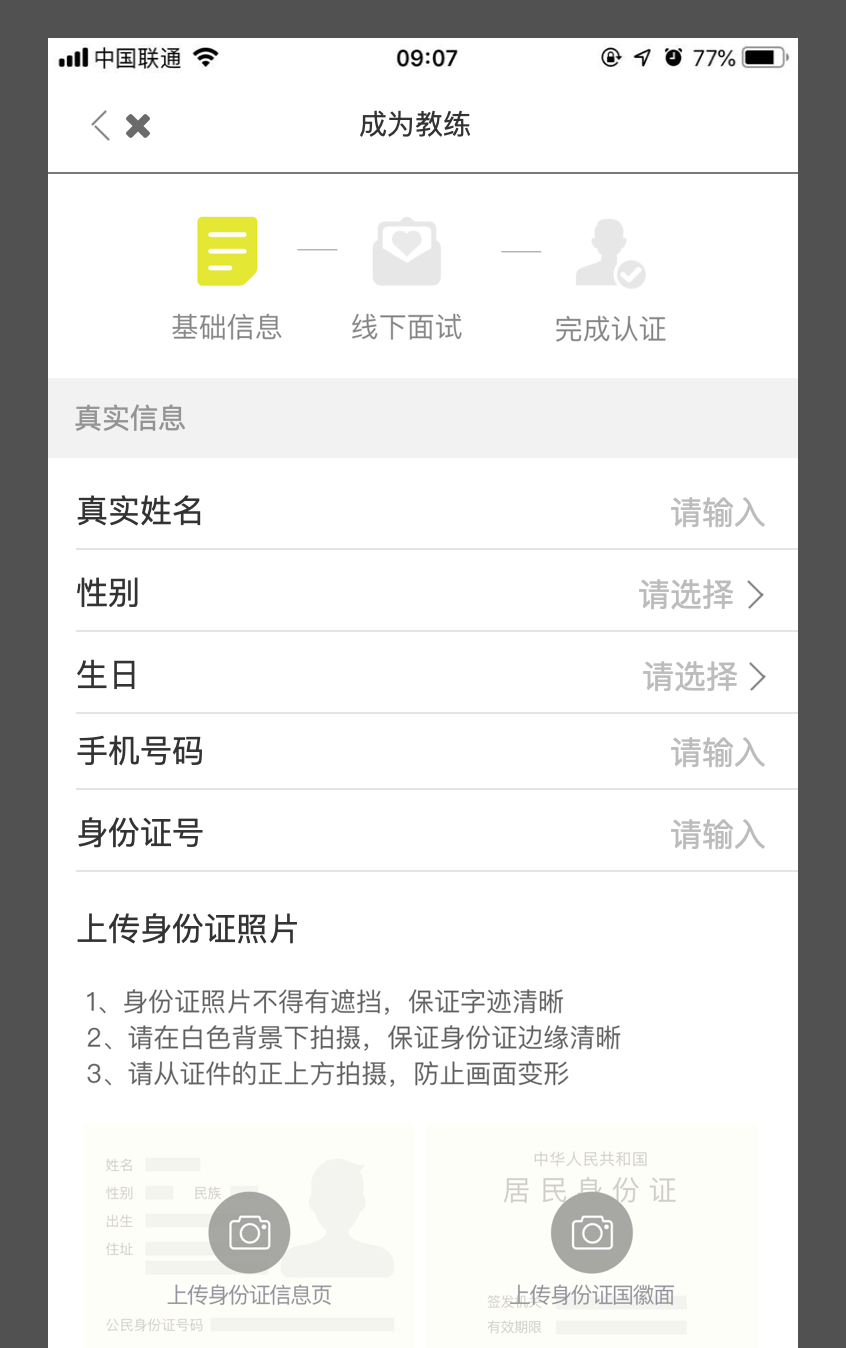 中国联通 09:07 77%
成为教练
基础信息 线下面试 完成认证
真实信息
真实姓名 请输入
性别 请选择
生日 请选择
手机号码 请输入
身份证号 请输入
上传身份证照片
1、身份证照片不得有遮挡，保证字迹清晰
2、请在白色背景下拍摄，保证身份证边缘清晰
3、请从证件的正上方拍摄，防止画面变形
姓名
性别 民族
出生
住址
上传身份证信息页
公民身份证号码
中华人民共和国
居民身份证
上传身份证国徽面
签发机关
有效期限